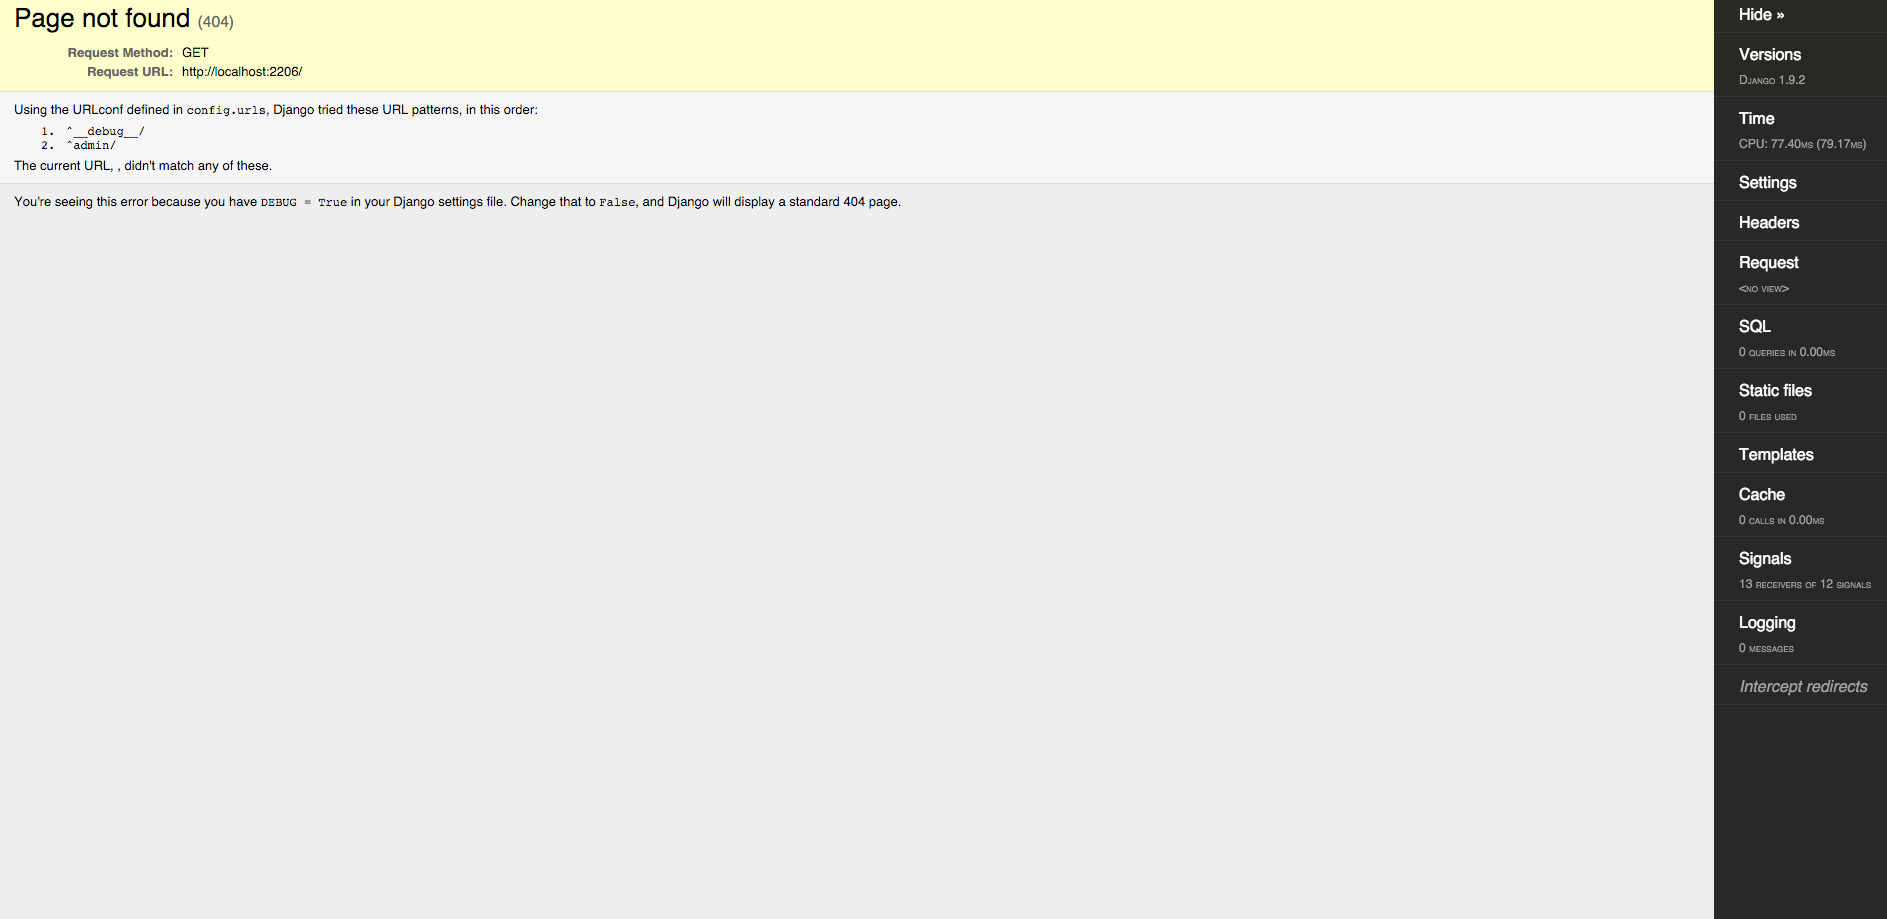 Page not found (404)
Request Method: GET
Request URL: http://localhost:2206/
Using the URLconf defined in config.urls, Django tried these URL patterns, in this order:
1. ^__debug__/
2. ^admin/
The current URL, , didn't match any of these.
You're seeing this error because you have DEBUG = True in your Django settings file. Change that to False, and Django will display a standard 404 page.
Hide »
Versions
Django 1.9.2
Time
CPU: 77.40ms (79.17ms)
Settings
Headers
Request
<no view>
SQL
0 queries in 0.00ms
Static files
0 files used
Templates
Cache
0 calls in 0.00ms
Signals
13 receivers of 12 signals
Logging
0 messages
Intercept redirects